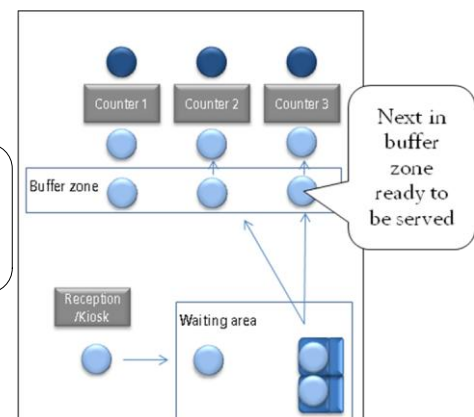 Counter 1
Counter 2
Counter 3
Next in
buffer
zone
ready to
be served
Buffer zone
Reception
/Kiosk
Waiting area